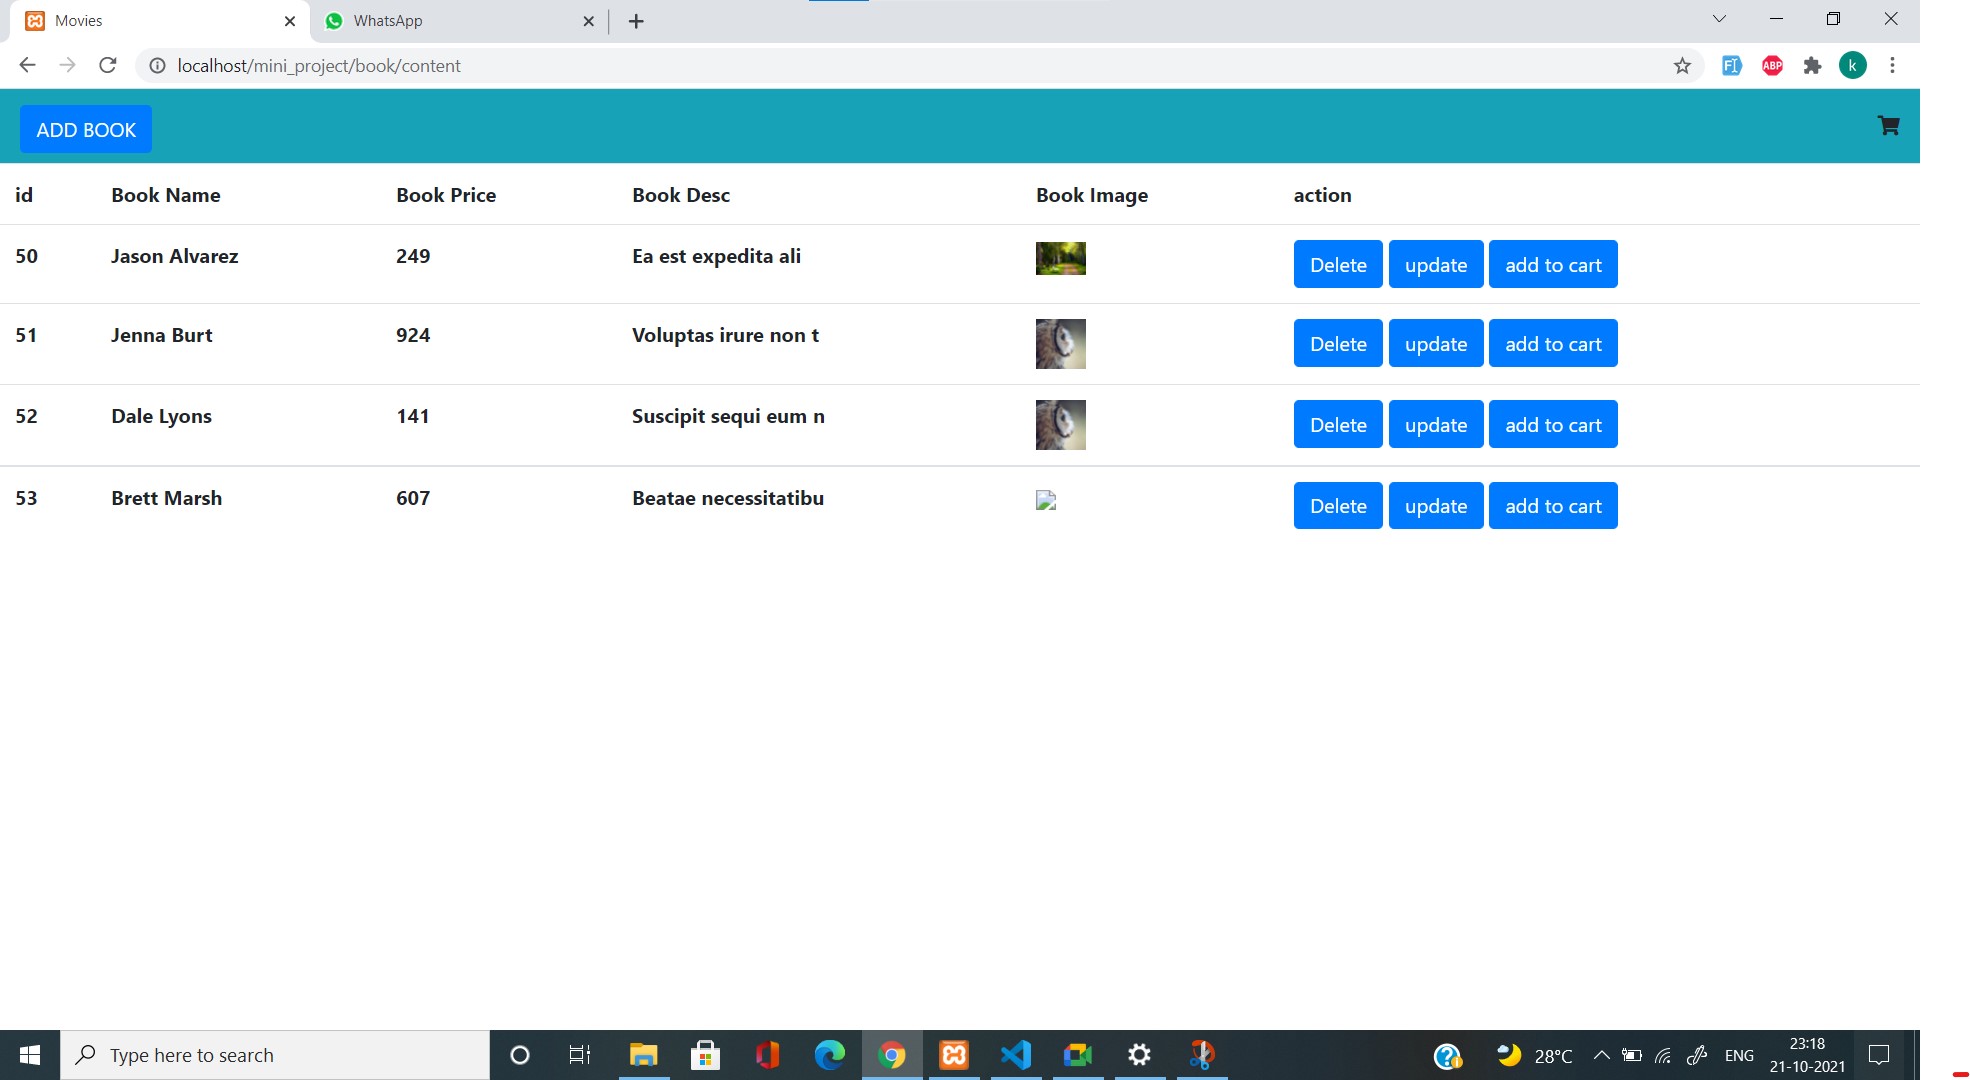 Movies
WhatsApp
localhost/mini_project/book/content
FI
ABP
k
ADD BOOK
id Book Name Book Price Book Desc Book Image action
50 Jason Alvarez 249 Ea est expedita ali Delete update add to cart
51 Jenna Burt 924 Voluptas irure non t Delete update add to cart
52 Dale Lyons 141 Suscipit sequi eum n Delete update add to cart
53 Brett Marsh 607 Beatae necessitatibu Delete update add to cart
Type here to search
28°C
ENG
23:18
21-10-2021